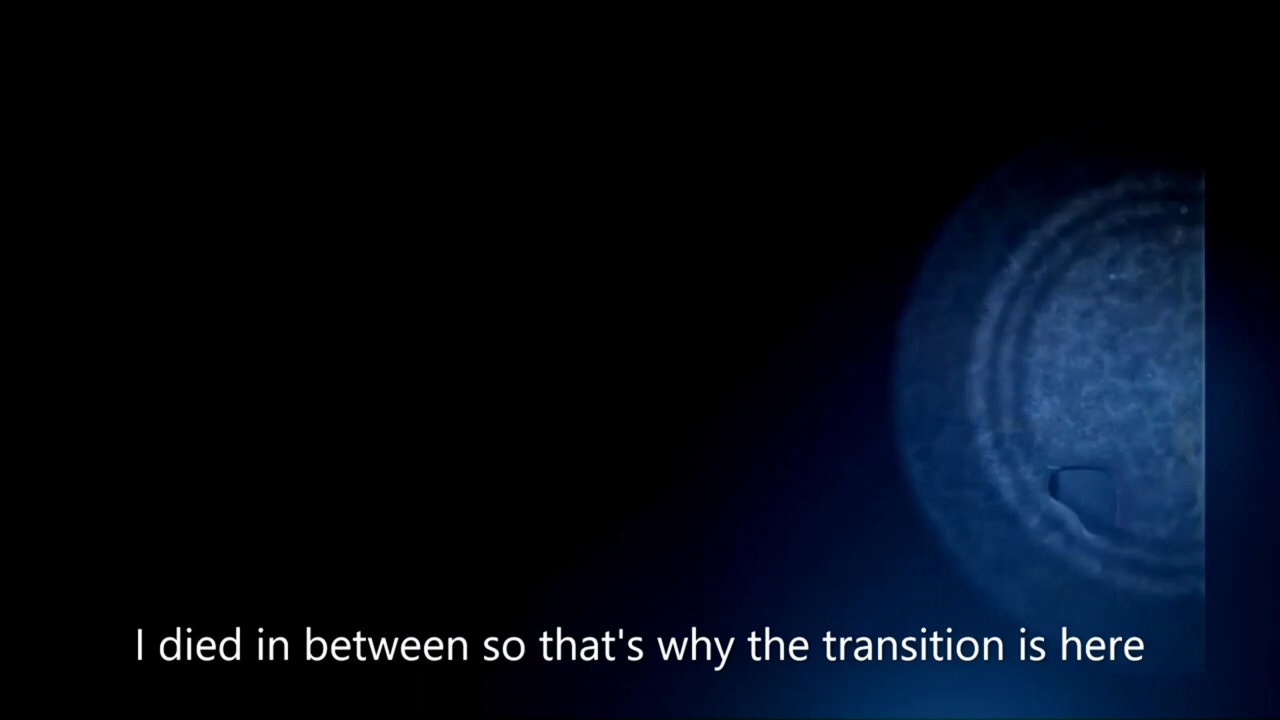 I died in between so that's why the transition is here